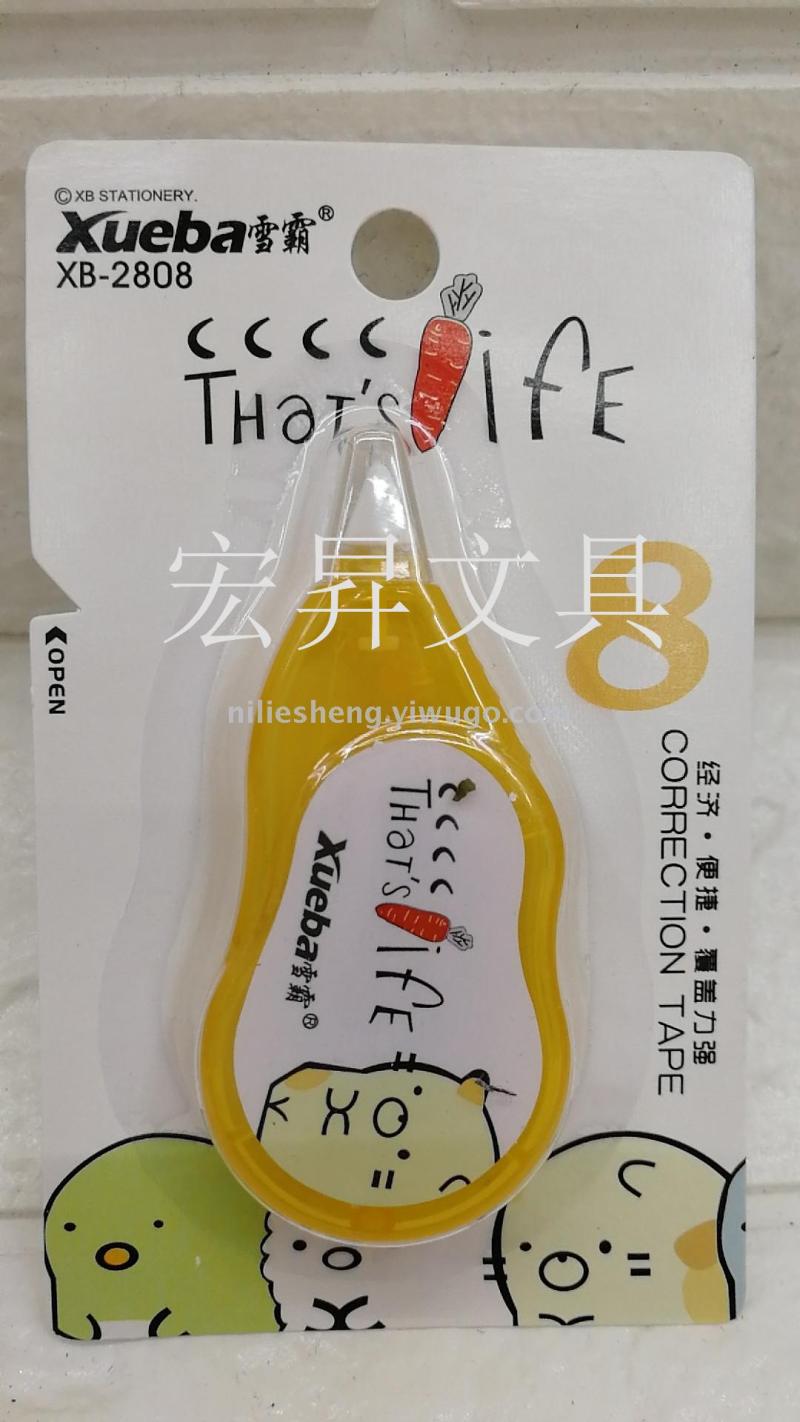 © XB STATIONERY.
Xueba雪霸®
XB-2808
THaT's life
宏昇文具
8
OPEN
niliesheng.yiwugo.com
经济·便捷·覆盖力强
CORRECTION TAPE
THaT's life
Xueba雪霸®